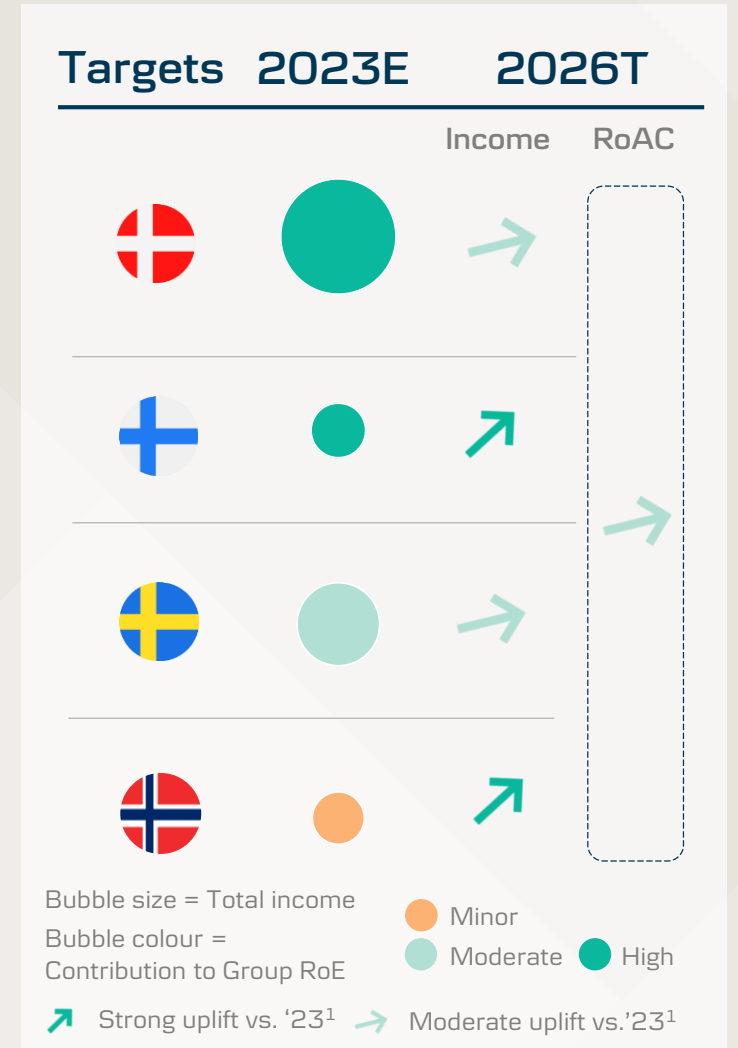 Targets 2023E 2026T
Income RoAC
Bubble size = Total income
Bubble colour =
Contribution to Group RoE
Minor
Moderate High
Strong uplift vs. ‘23¹ Moderate uplift vs.’23¹